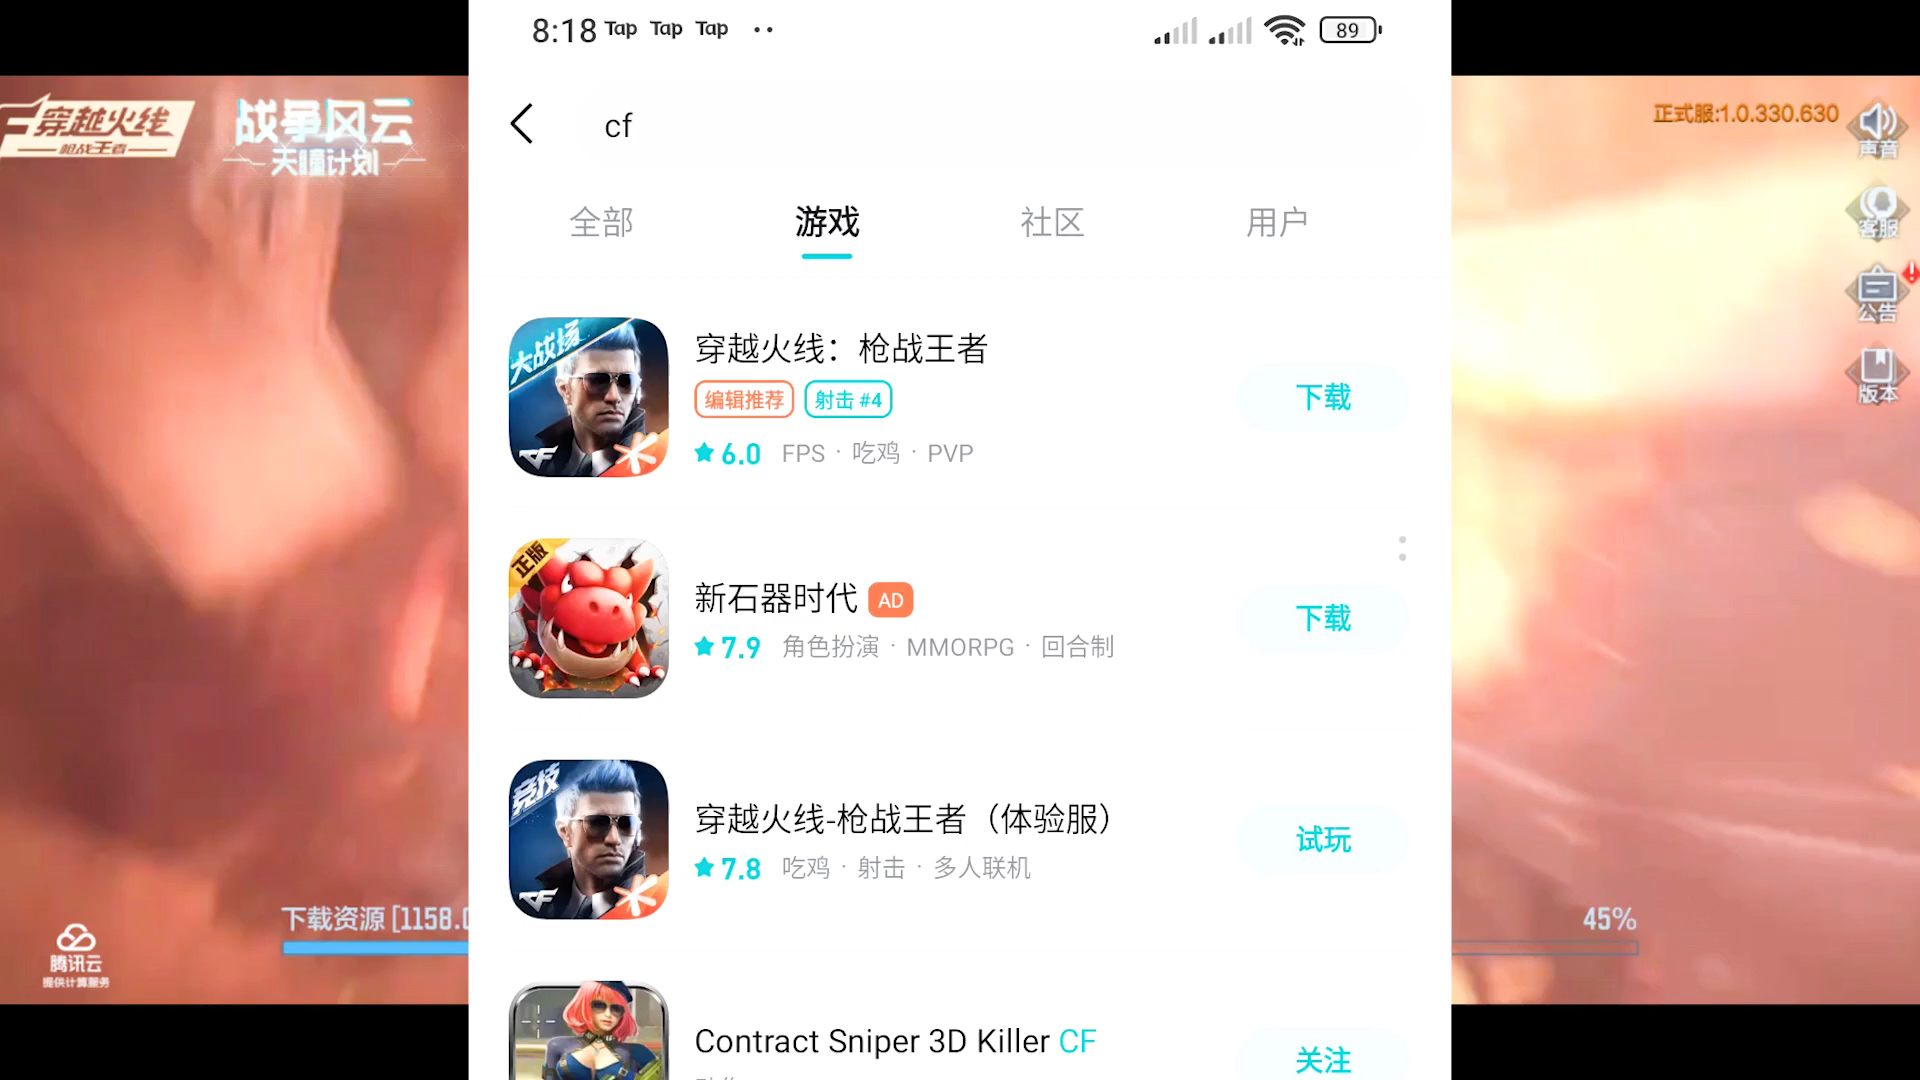 8:18 Tap Tap Tap
89
cf
全部 游戏 社区 用户
大战场
穿越火线：枪战王者
编辑推荐 射击 #4
6.0 FPS · 吃鸡 · PVP
下载
CF
正版
新石器时代 AD
7.9 角色扮演 · MMORPG · 回合制
下载
竞技
穿越火线-枪战王者（体验服）
7.8 吃鸡 · 射击 · 多人联机
试玩
CF
Contract Sniper 3D Killer CF
关注
穿越火线
枪战王者
战争风云
天瞳计划
下载资源 [1158.0
腾讯云
提供计算服务
正式服:1.0.330.630
声音
客服
公告
版本
45%